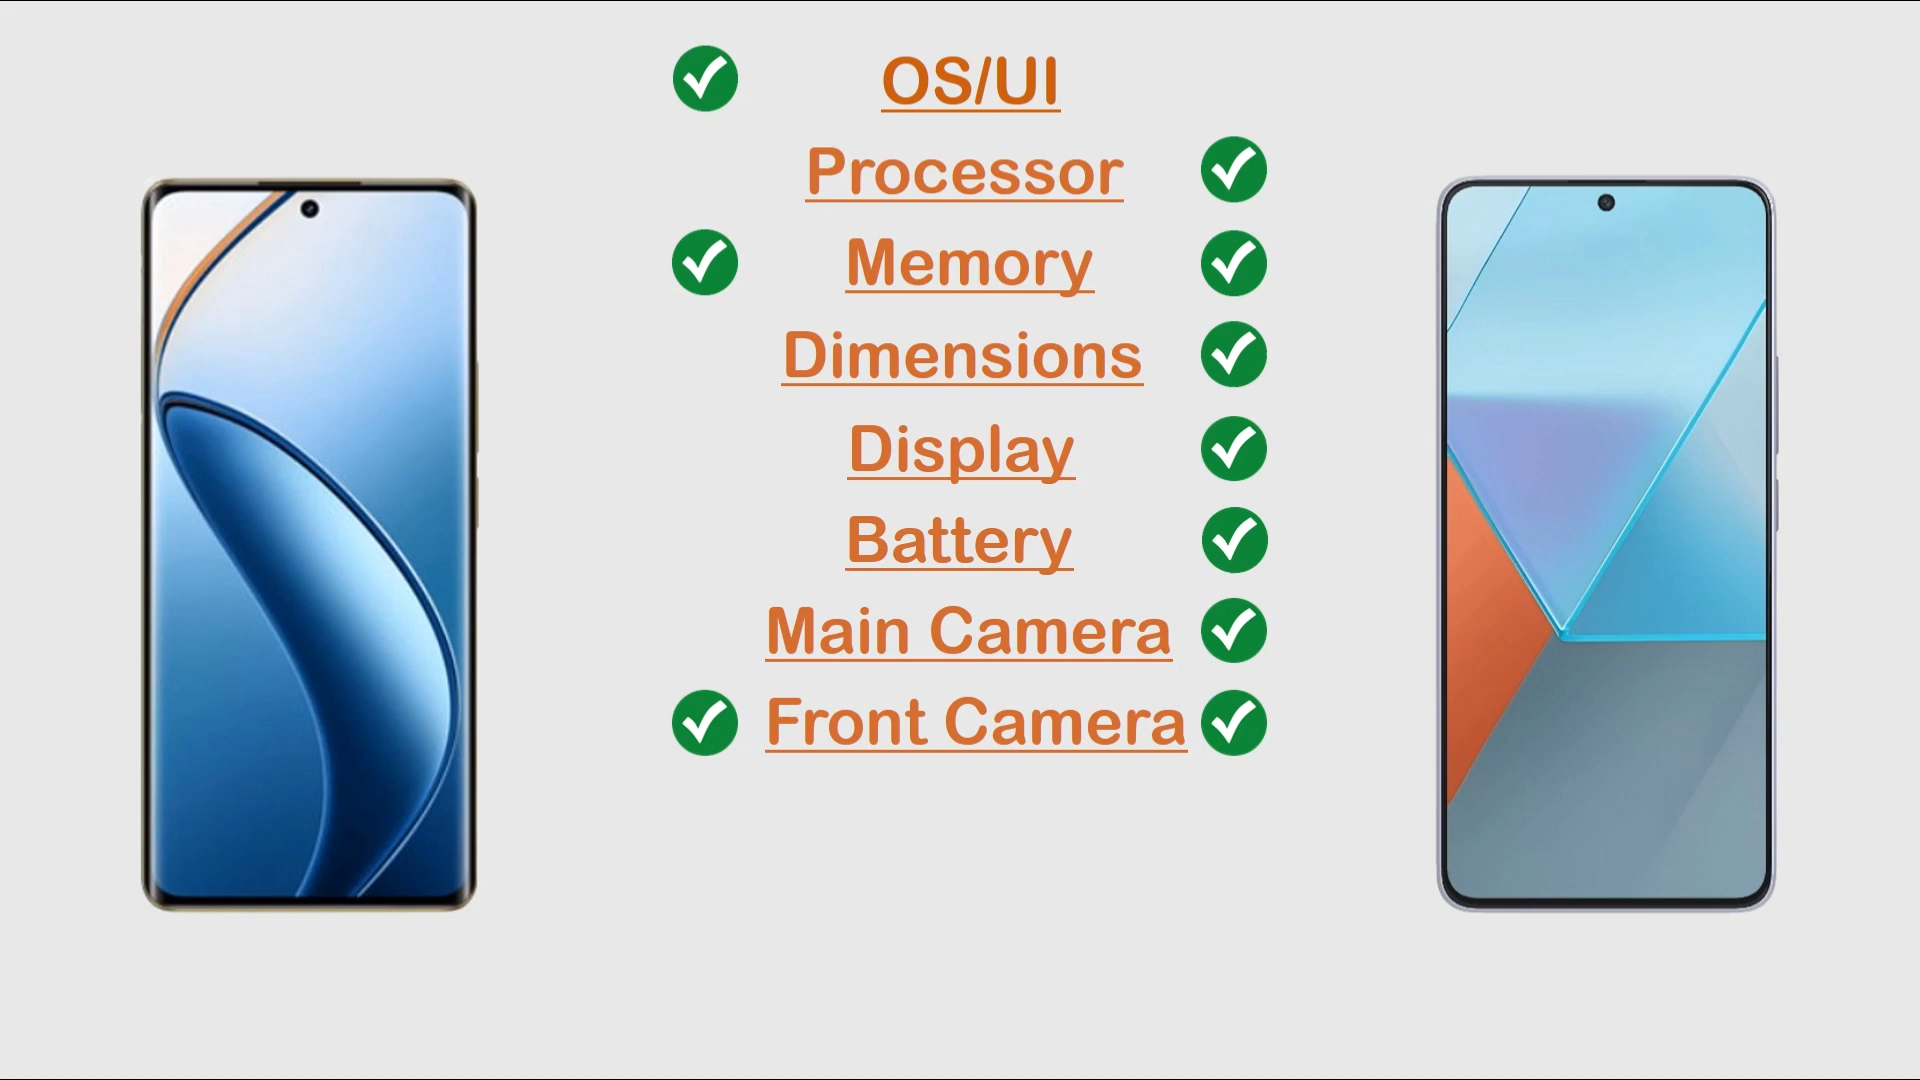 OS/UI
Processor
Memory
Dimensions
Display
Battery
Main Camera
Front Camera